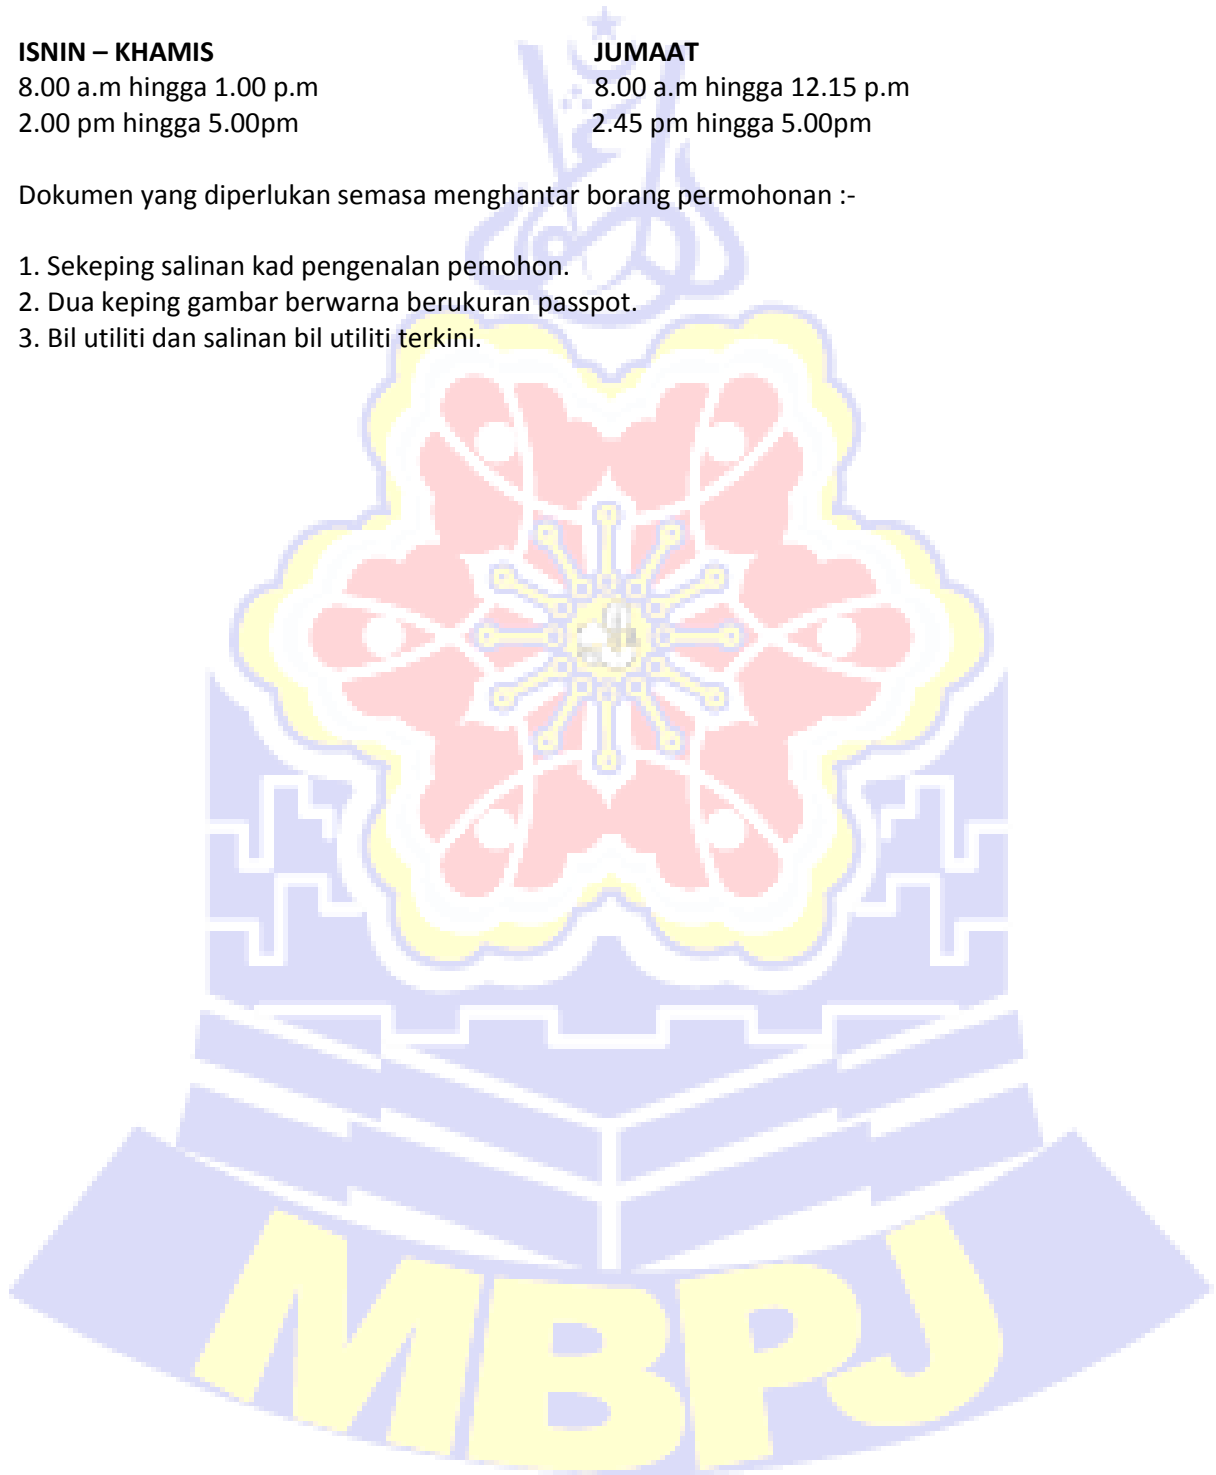 ISNIN – KHAMIS JUMAAT
8.00 a.m hingga 1.00 p.m 8.00 a.m hingga 12.15 p.m
2.00 pm hingga 5.00pm 2.45 pm hingga 5.00pm
Dokumen yang diperlukan semasa menghantar borang permohonan :-
1. Sekeping salinan kad pengenalan pemohon.
2. Dua keping gambar berwarna berukuran passpot.
3. Bil utiliti dan salinan bil utiliti terkini.
MBPJ